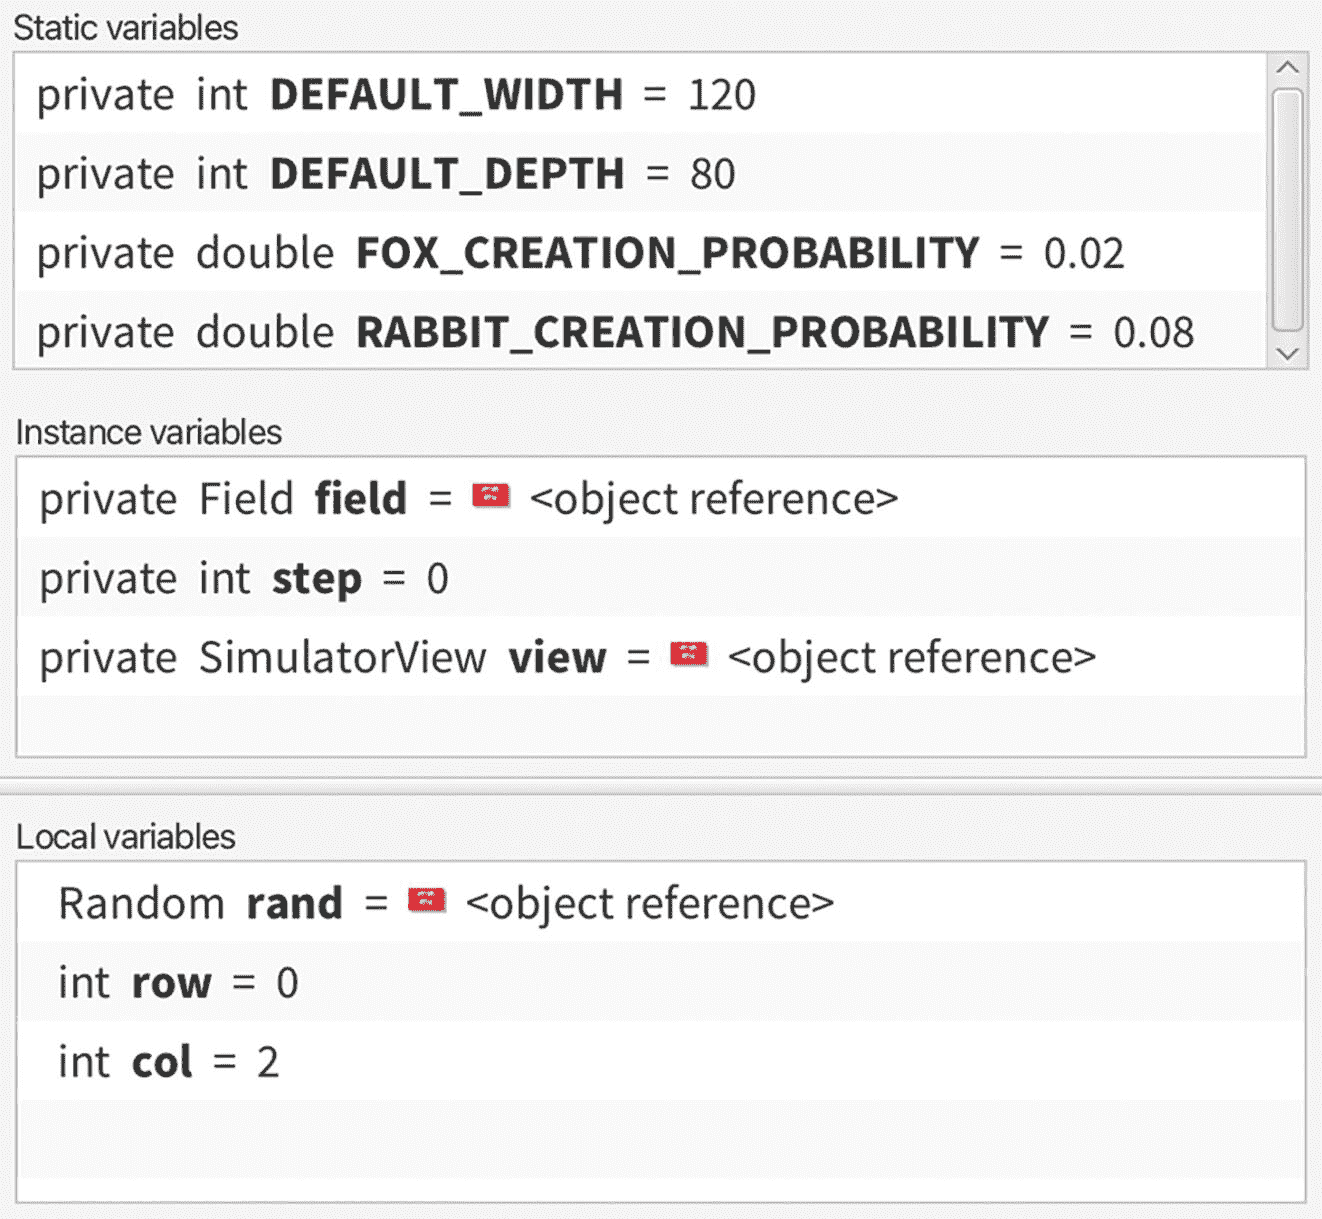 Static variables
private int DEFAULT_WIDTH = 120
private int DEFAULT_DEPTH = 80
private double FOX_CREATION_PROBABILITY = 0.02
private double RABBIT_CREATION_PROBABILITY = 0.08
Instance variables
private Field field = <object reference>
private int step = 0
private SimulatorView view = <object reference>
Local variables
Random rand = <object reference>
int row = 0
int col = 2